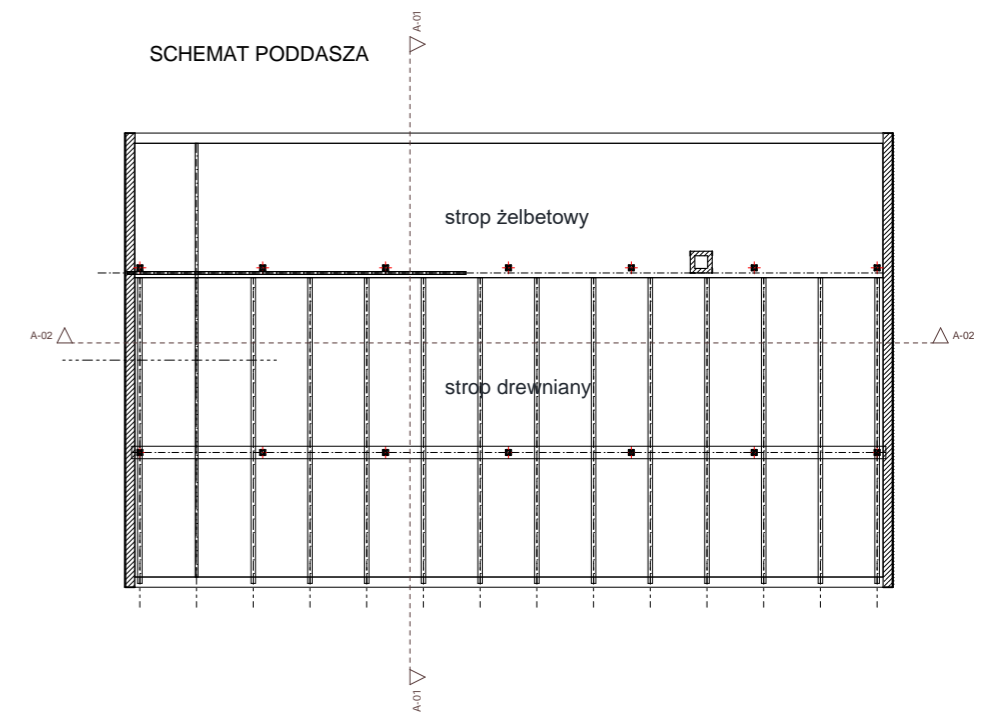 A-01
SCHEMAT PODDASZA
strop żelbetowy
A-02
A-02
strop drewniany
A-01